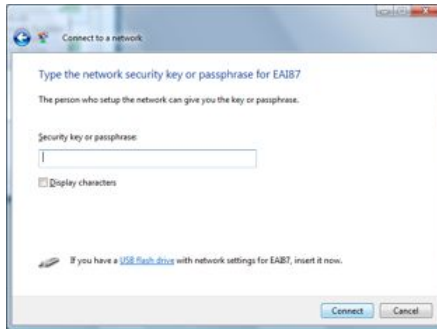 Connect to a network
Type the network security key or passphrase for EAI87
The person who setup the network can give you the key or passphrase.
Security key or passphrase:
Display characters
If you have a USB flash drive with network settings for EAI87, insert it now.
Connect Cancel